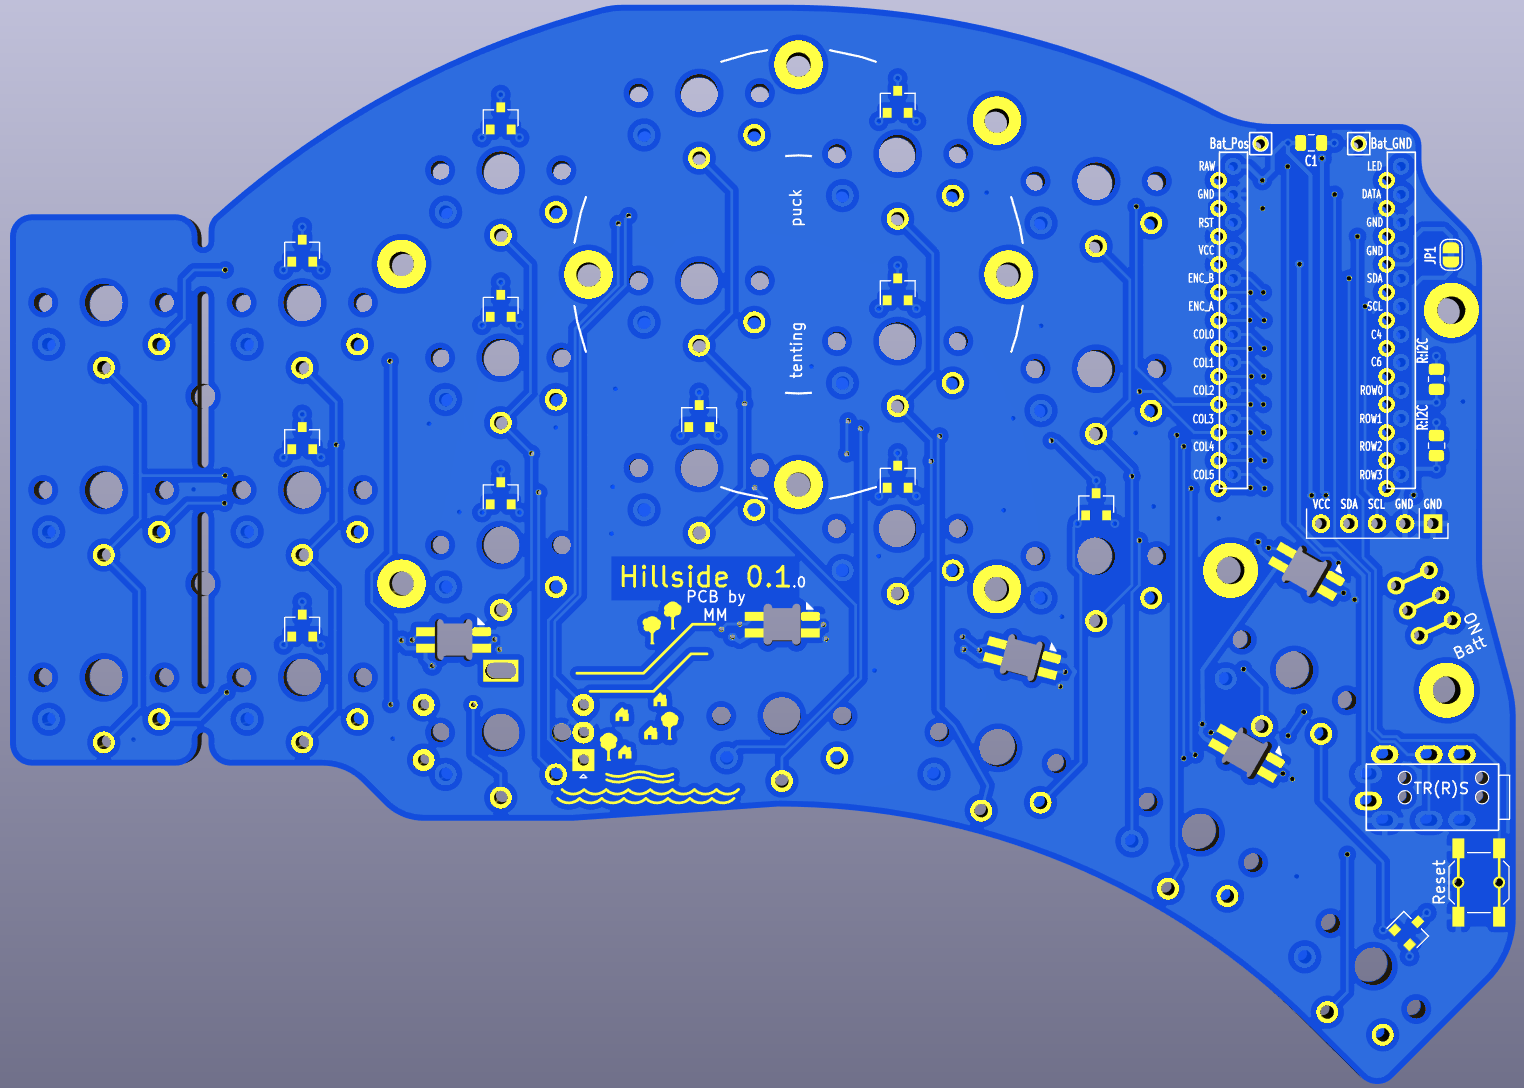 Bat_Pos
C1
Bat_GND
RAW
GND
RST
VCC
ENC_B
ENC_A
COL0
COL1
COL2
COL3
COL4
COL5
LED
DATA
GND
GND
SDA
SCL
C4
C6
ROW0
ROW1
ROW2
ROW3
JP1
R:I2C
R:I2C
VCC SDA SCL GND GND
puck
tenting
Hillside 0.1.0
PCB by
MM
ON
Batt
TR(R)S
Reset